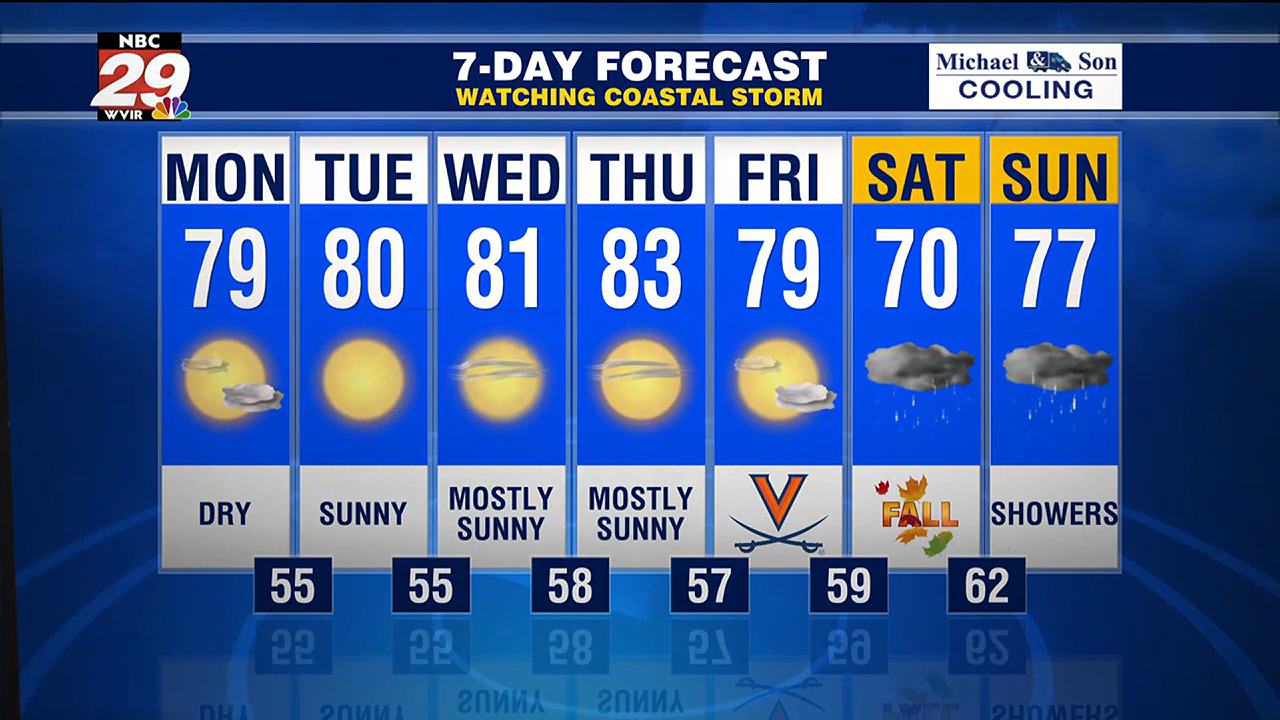 NBC
29
WVIR
7-DAY FORECAST
WATCHING COASTAL STORM
Michael & Son
COOLING
MON TUE WED THU FRI SAT SUN
79 80 81 83 79 70 77
DRY SUNNY MOSTLY SUNNY MOSTLY SUNNY V FALL SHOWERS
55 55 58 57 59 62